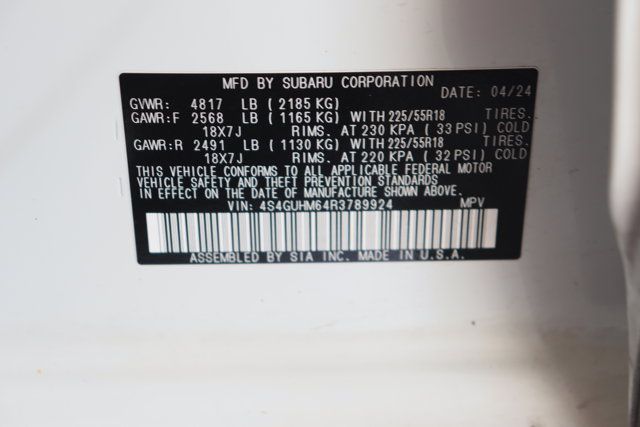 MFD BY SUBARU CORPORATION
DATE: 04/24
GVWR: 4817 LB ( 2185 KG)
GAWR:F 2568 LB ( 1165 KG) WITH 225/55R18 TIRES.
18X7J RIMS. AT 230 KPA ( 33 PSI) COLD
GAWR:R 2491 LB ( 1130 KG) WITH 225/55R18 TIRES.
18X7J RIMS. AT 220 KPA ( 32 PSI) COLD
THIS VEHICLE CONFORMS TO ALL APPLICABLE FEDERAL MOTOR
VEHICLE SAFETY AND THEFT PREVENTION STANDARDS
IN EFFECT ON THE DATE OF MANUFACTURE SHOWN ABOVE.
VIN: 4S4GUHM64R3789924 MPV
ASSEMBLED BY SIA INC. MADE IN U.S.A.